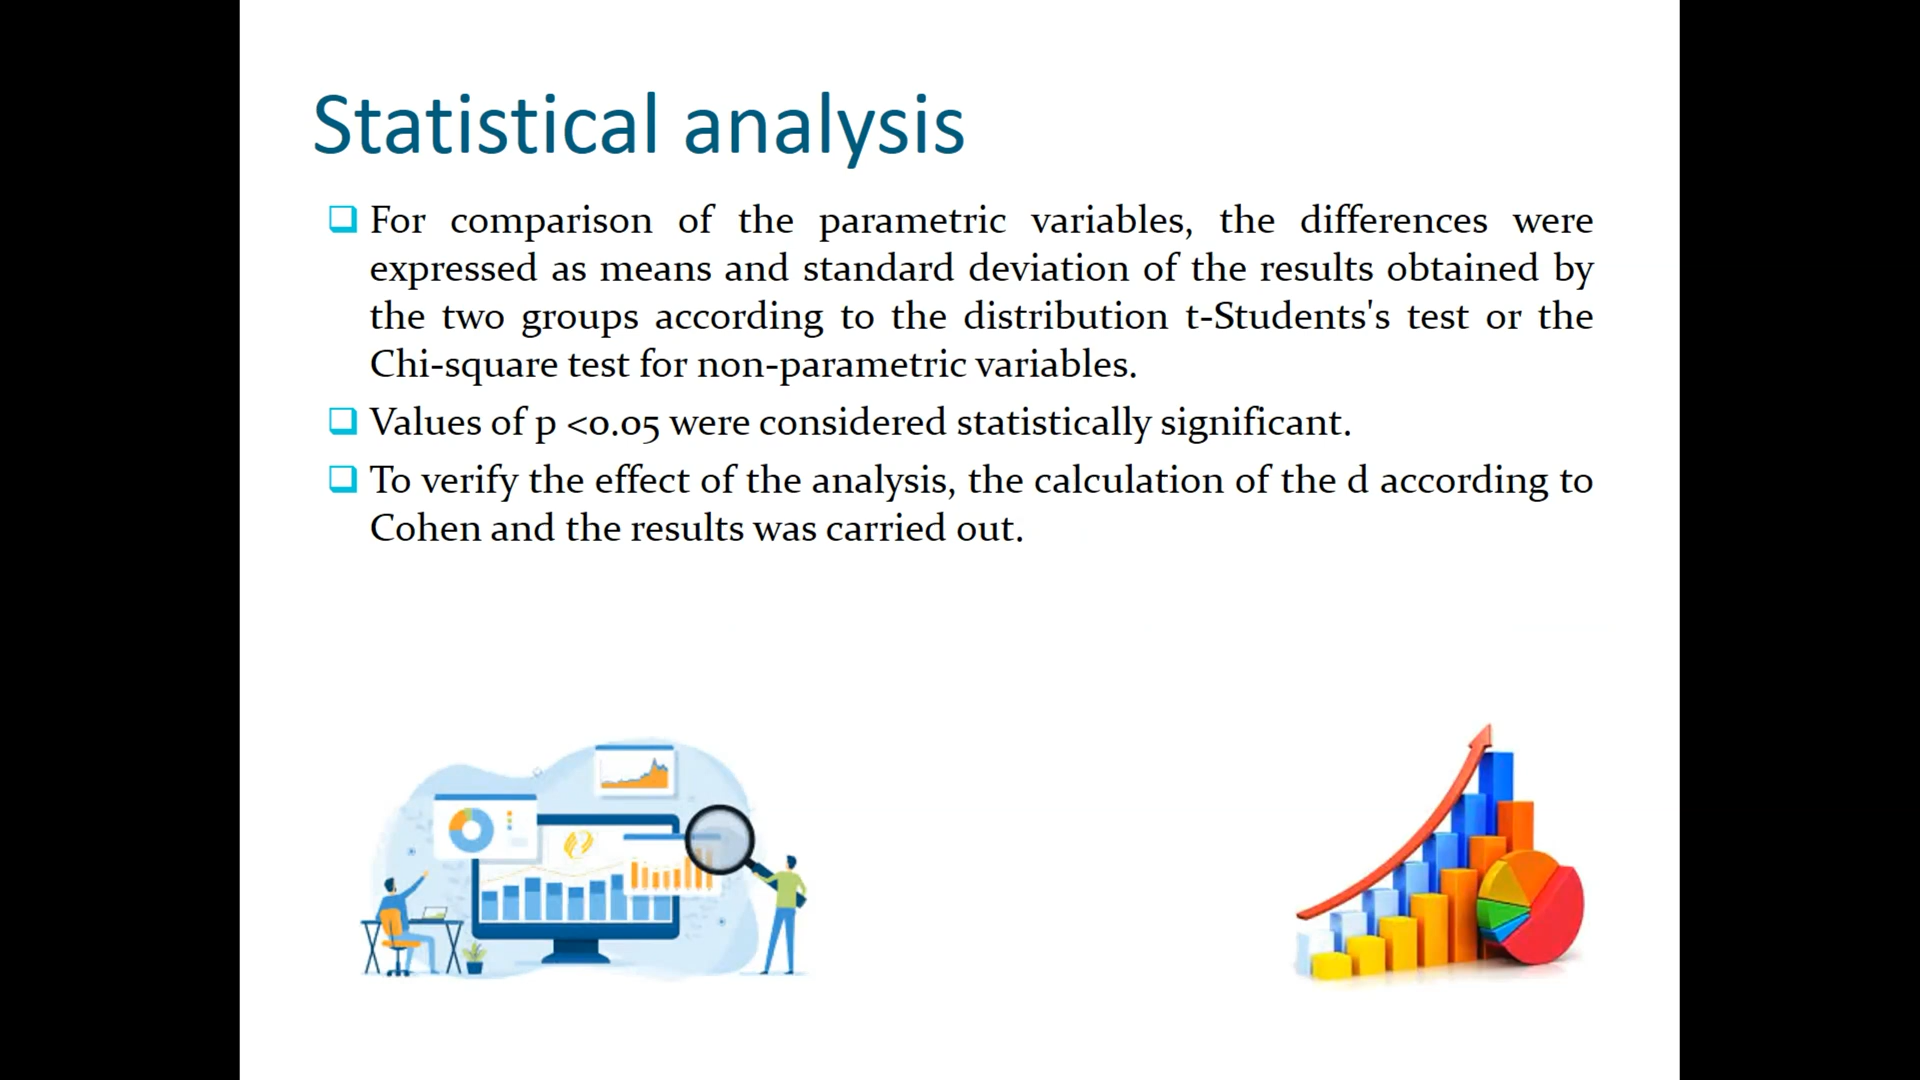 Statistical analysis
For comparison of the parametric variables, the differences were
expressed as means and standard deviation of the results obtained by
the two groups according to the distribution t-Students's test or the
Chi-square test for non-parametric variables.
Values of p <0.05 were considered statistically significant.
To verify the effect of the analysis, the calculation of the d according to
Cohen and the results was carried out.